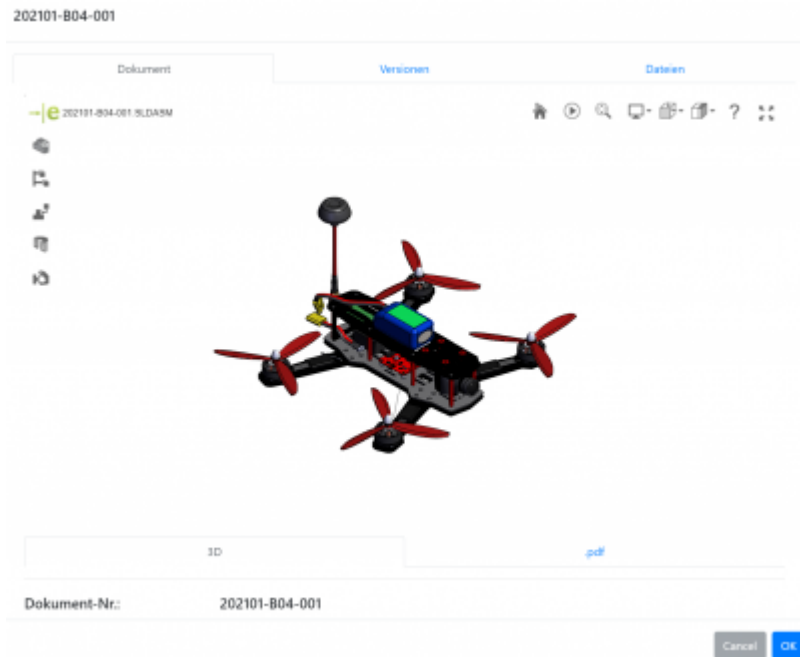 202101-B04-001
Dokument Versionen Dateien
e 202101-B04-001.SLDASM
?
3D .pdf
Dokument-Nr.: 202101-B04-001
Cancel OK